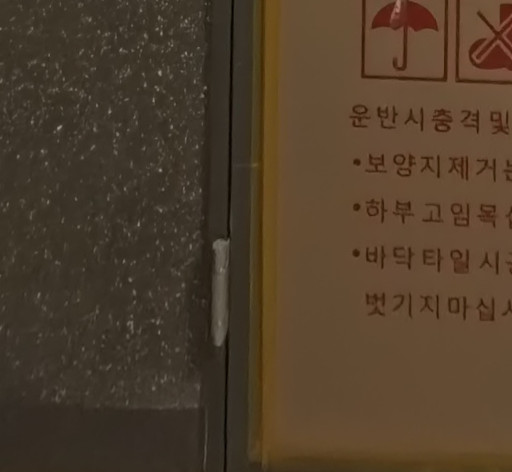 운반시충격및
•보양지제거는
•하부고임목
•바닥타일시공
벗기지마십시